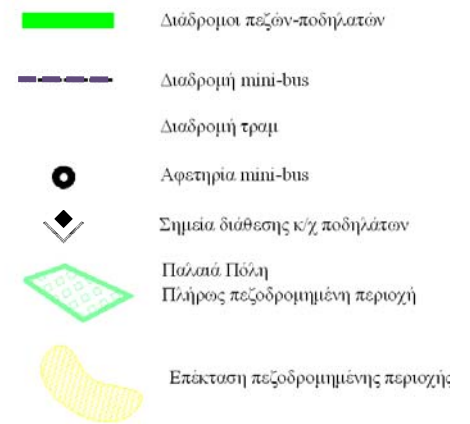 Διάδρομοι πεζών-ποδηλατών
Διαδρομή mini-bus
Διαδρομή τραμ
Αφετηρία mini-bus
Σημεία διάθεσης κ/χ ποδηλάτων
Παλαιά Πόλη
Πλήρως πεζοδρομημένη περιοχή
Επέκταση πεζοδρομημένης περιοχής